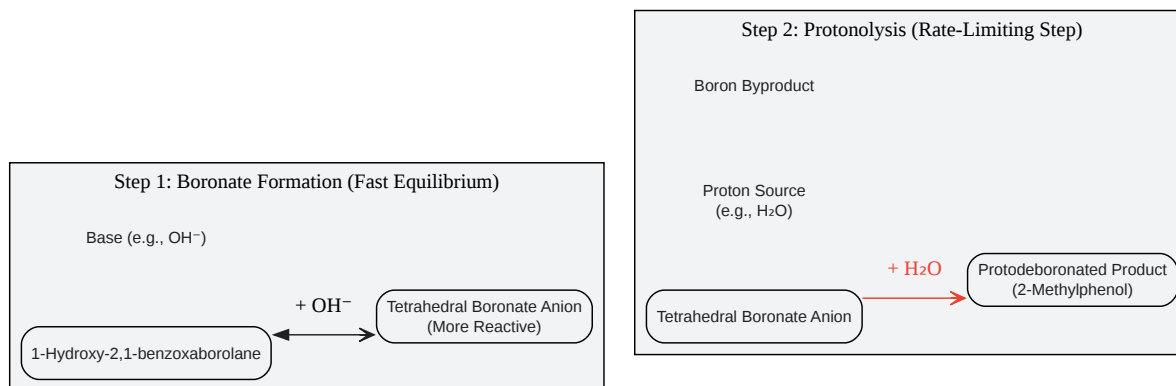 Step 1: Boronate Formation (Fast Equilibrium)
Base (e.g., OH⁻)
+ OH⁻
1-Hydroxy-2,1-benzoxaborolane
Tetrahedral Boronate Anion
(More Reactive)
Step 2: Protonolysis (Rate-Limiting Step)
Boron Byproduct
Proton Source
(e.g., H₂O)
+ H₂O
Tetrahedral Boronate Anion
Protodeboronated Product
(2-Methylphenol)